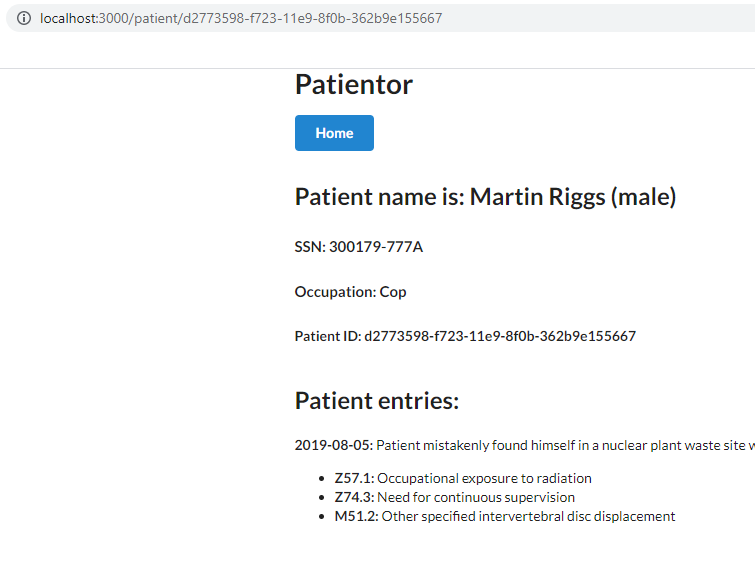 localhost:3000/patient/d2773598-f723-11e9-8f0b-362b9e155667
Patientor
Home
Patient name is: Martin Riggs (male)
SSN: 300179-777A
Occupation: Cop
Patient ID: d2773598-f723-11e9-8f0b-362b9e155667
Patient entries:
2019-08-05: Patient mistakenly found himself in a nuclear plant waste site
Z57.1: Occupational exposure to radiation
Z74.3: Need for continuous supervision
M51.2: Other specified intervertebral disc displacement